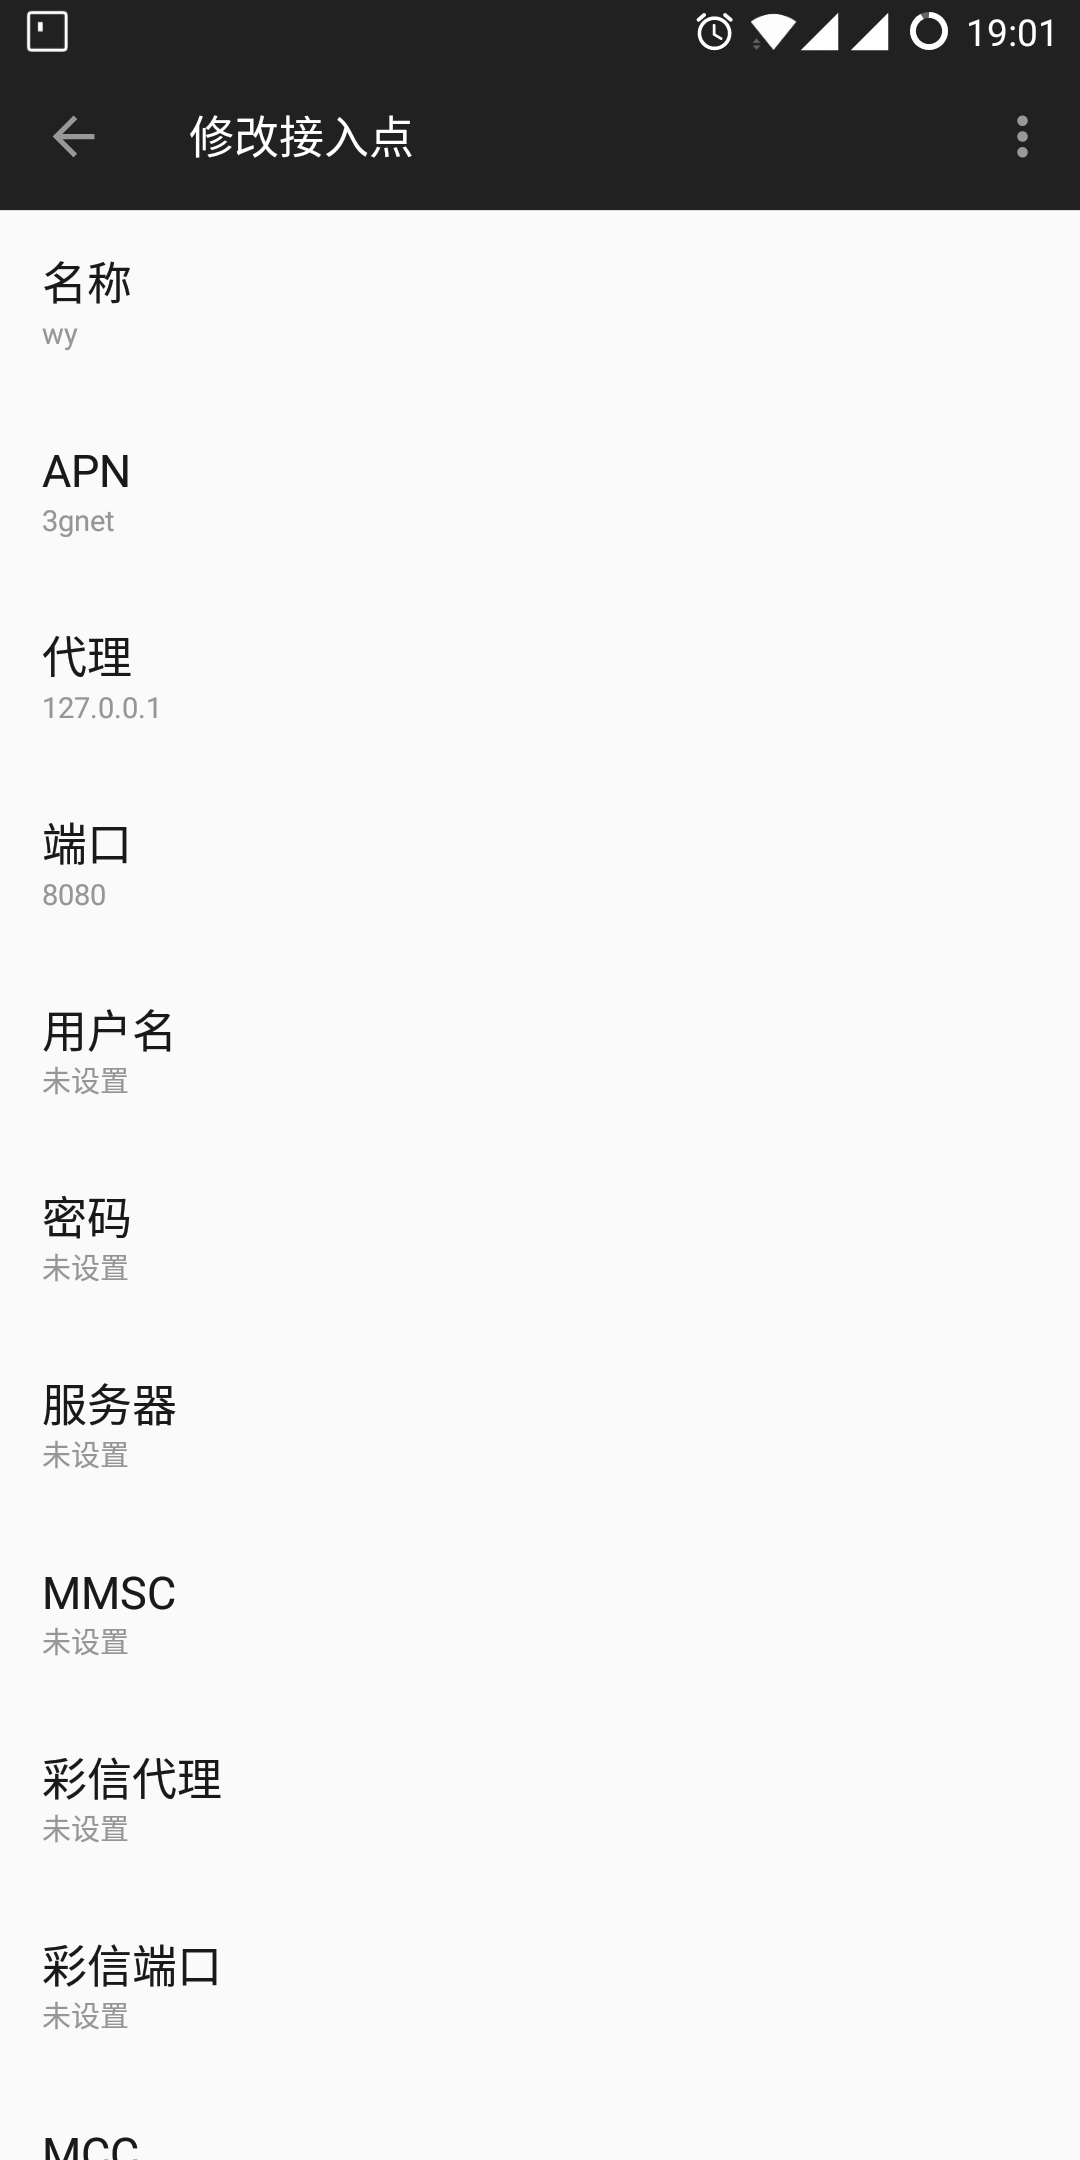 19:01
修改接入点
名称
wy
APN
3gnet
代理
127.0.0.1
端口
8080
用户名
未设置
密码
未设置
服务器
未设置
MMSC
未设置
彩信代理
未设置
彩信端口
未设置
MCC